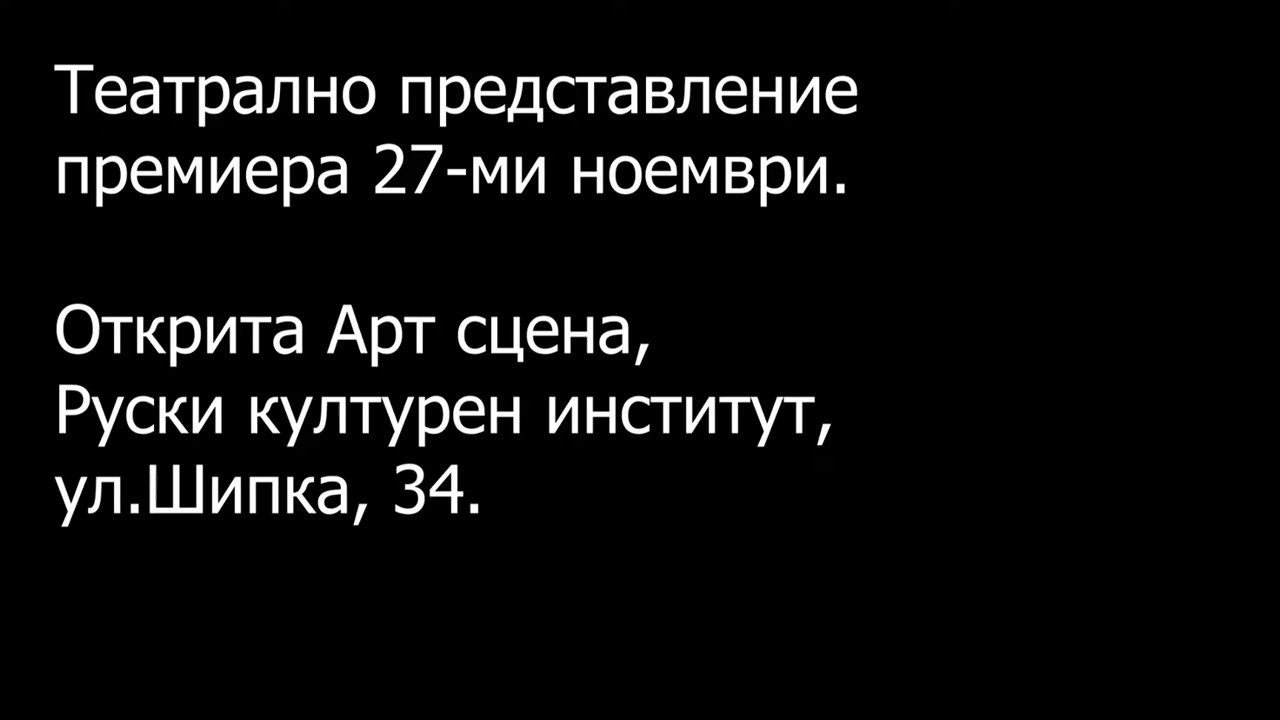 Театрално представление
премиера 27-ми ноември.
Открита Арт сцена,
Руски културен институт,
ул.Шипка, 34.